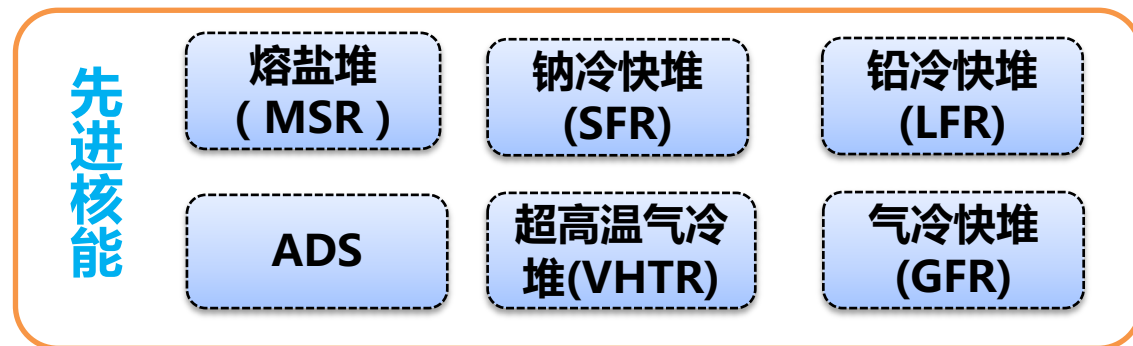 先进核能
熔盐堆
（MSR）
钠冷快堆
(SFR)
铅冷快堆
(LFR)
ADS
超高温气冷
堆(VHTR)
气冷快堆
(GFR)